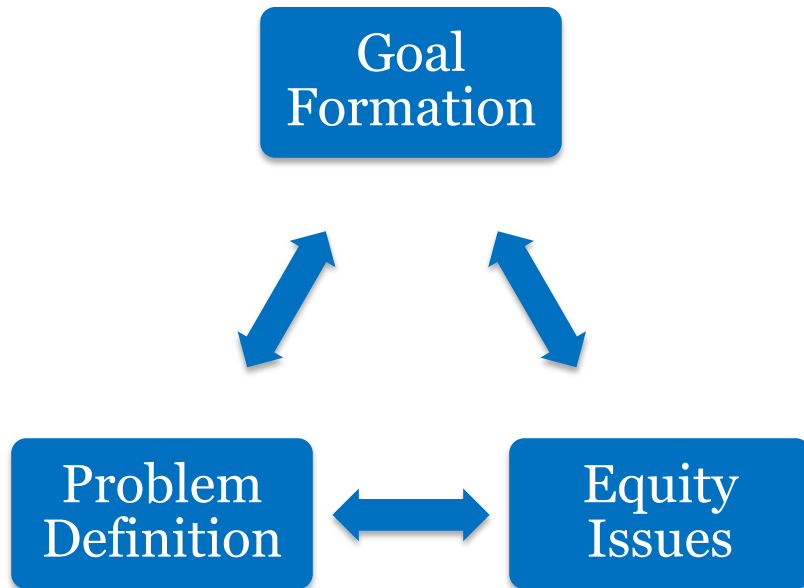 Goal
Formation
Problem
Definition
Equity
Issues